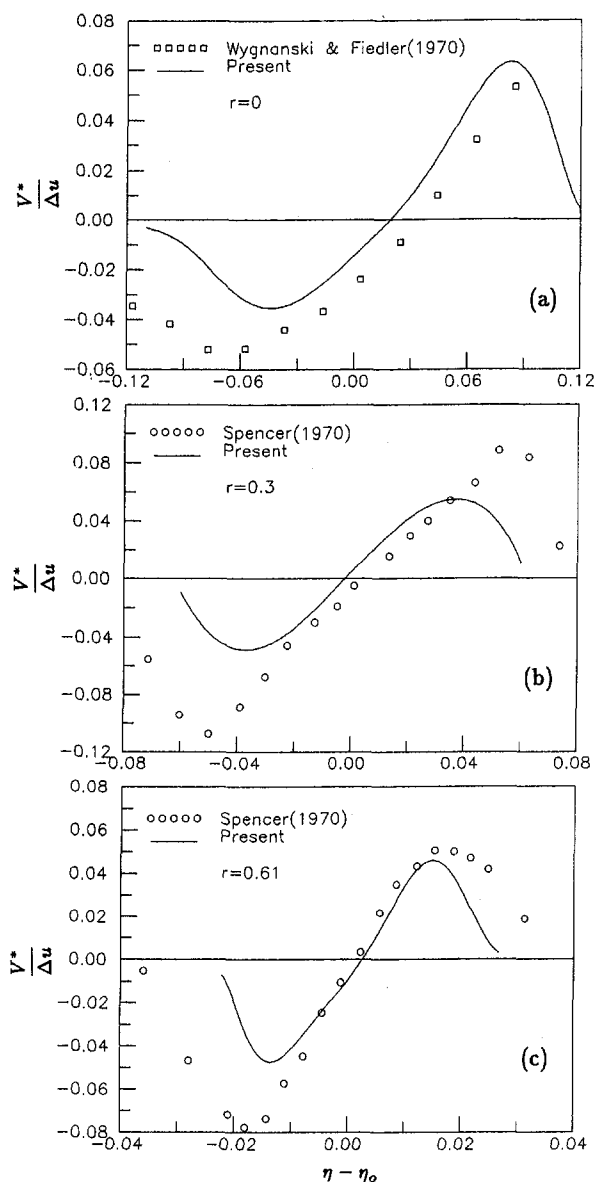 0.08
0.06
0.04
0.02
0.00
−0.02
−0.04
−0.06
V*
Δu
□□□□□ Wygnanski & Fiedler(1970)
Present
r=0
(a)
−0.12 −0.06 0.00 0.06 0.12
0.12
0.08
0.04
0.00
−0.04
−0.08
−0.12
V*
Δu
○○○○○ Spencer(1970)
Present
r=0.3
(b)
−0.08 −0.04 0.00 0.04 0.08
0.08
0.06
0.04
0.02
0.00
−0.02
−0.04
−0.06
−0.08
V*
Δu
○○○○○ Spencer(1970)
Present
r=0.61
(c)
−0.04 −0.02 0.00 0.02 0.04
η − ηₒ